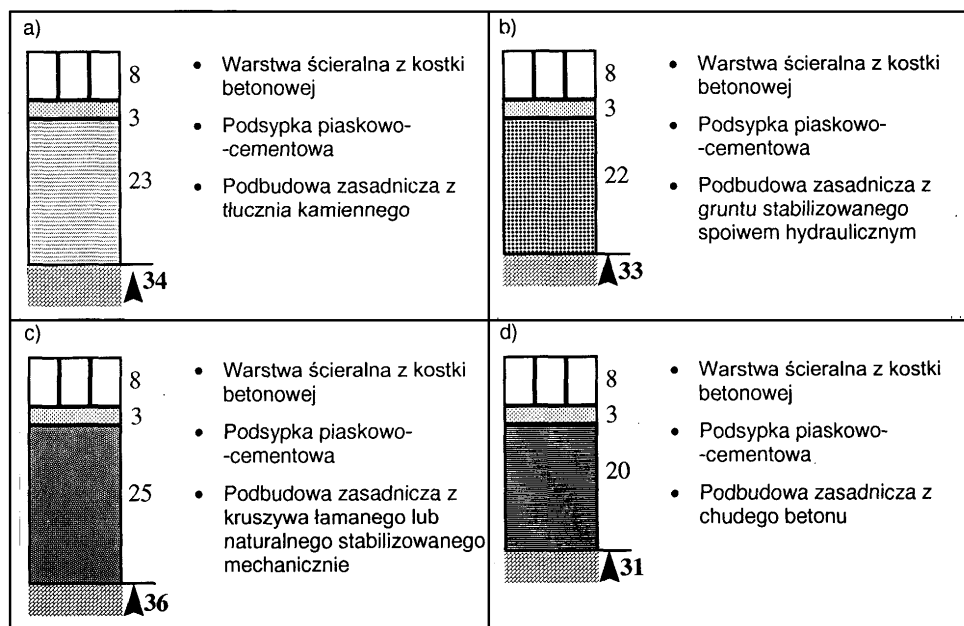 a)
8
3
23
34
• Warstwa ścieralna z kostki
betonowej
• Podsypka piaskowo-
-cementowa
• Podbudowa zasadnicza z
tłucznia kamiennego
b)
8
3
22
33
• Warstwa ścieralna z kostki
betonowej
• Podsypka piaskowo-
-cementowa
• Podbudowa zasadnicza z
gruntu stabilizowanego
spoiwem hydraulicznym
c)
8
3
25
36
• Warstwa ścieralna z kostki
betonowej
• Podsypka piaskowo-
-cementowa
• Podbudowa zasadnicza z
kruszywa łamanego lub
naturalnego stabilizowanego
mechanicznie
d)
8
3
20
31
• Warstwa ścieralna z kostki
betonowej
• Podsypka piaskowo-
-cementowa
• Podbudowa zasadnicza z
chudego betonu